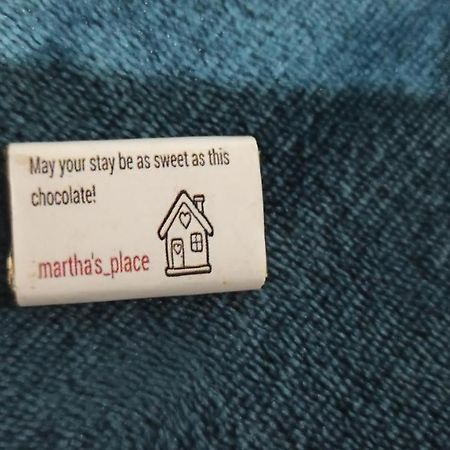 May your stay be as sweet as this
chocolate!
martha's_place